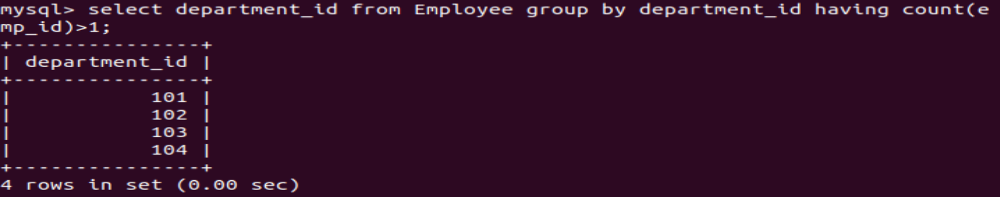 mysql> select department_id from Employee group by department_id having count(e
mp_id)>1;
+---------------+
| department_id |
+---------------+
|           101 |
|           102 |
|           103 |
|           104 |
+---------------+
4 rows in set (0.00 sec)